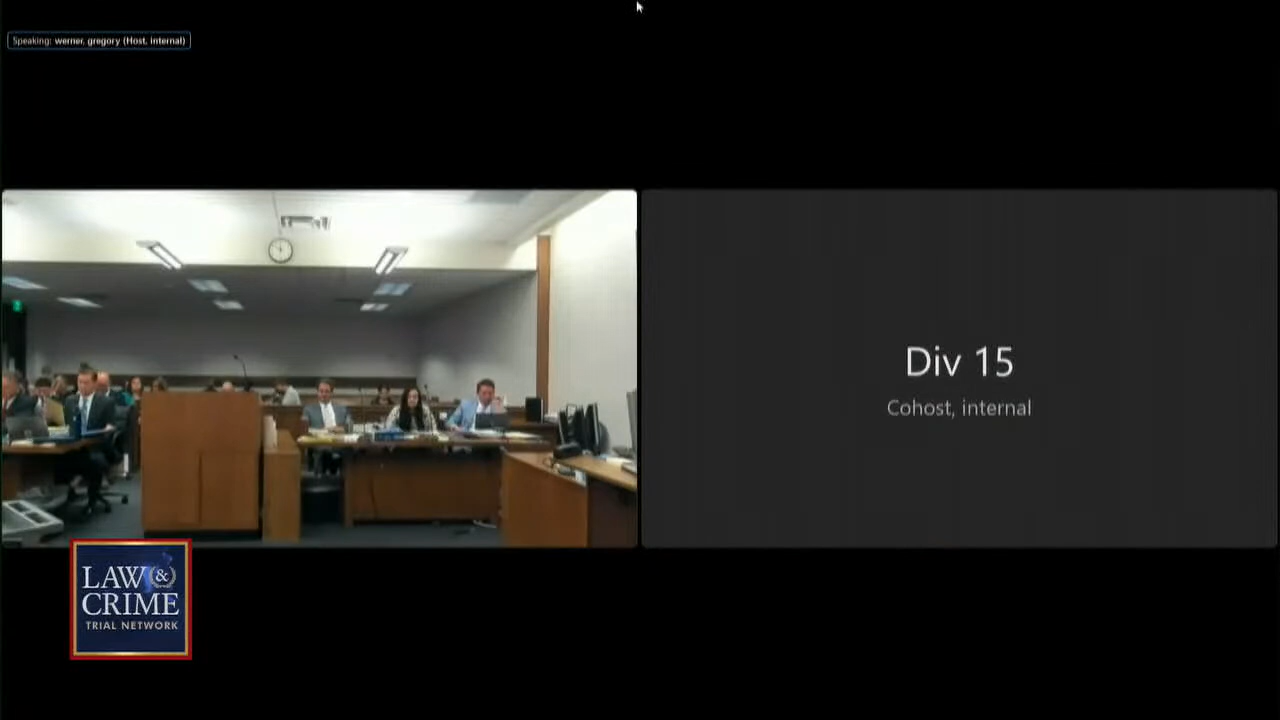 Speaking: werner, gregory (Host, internal)
Div 15
Cohost, internal
LAW &
CRIME
TRIAL NETWORK